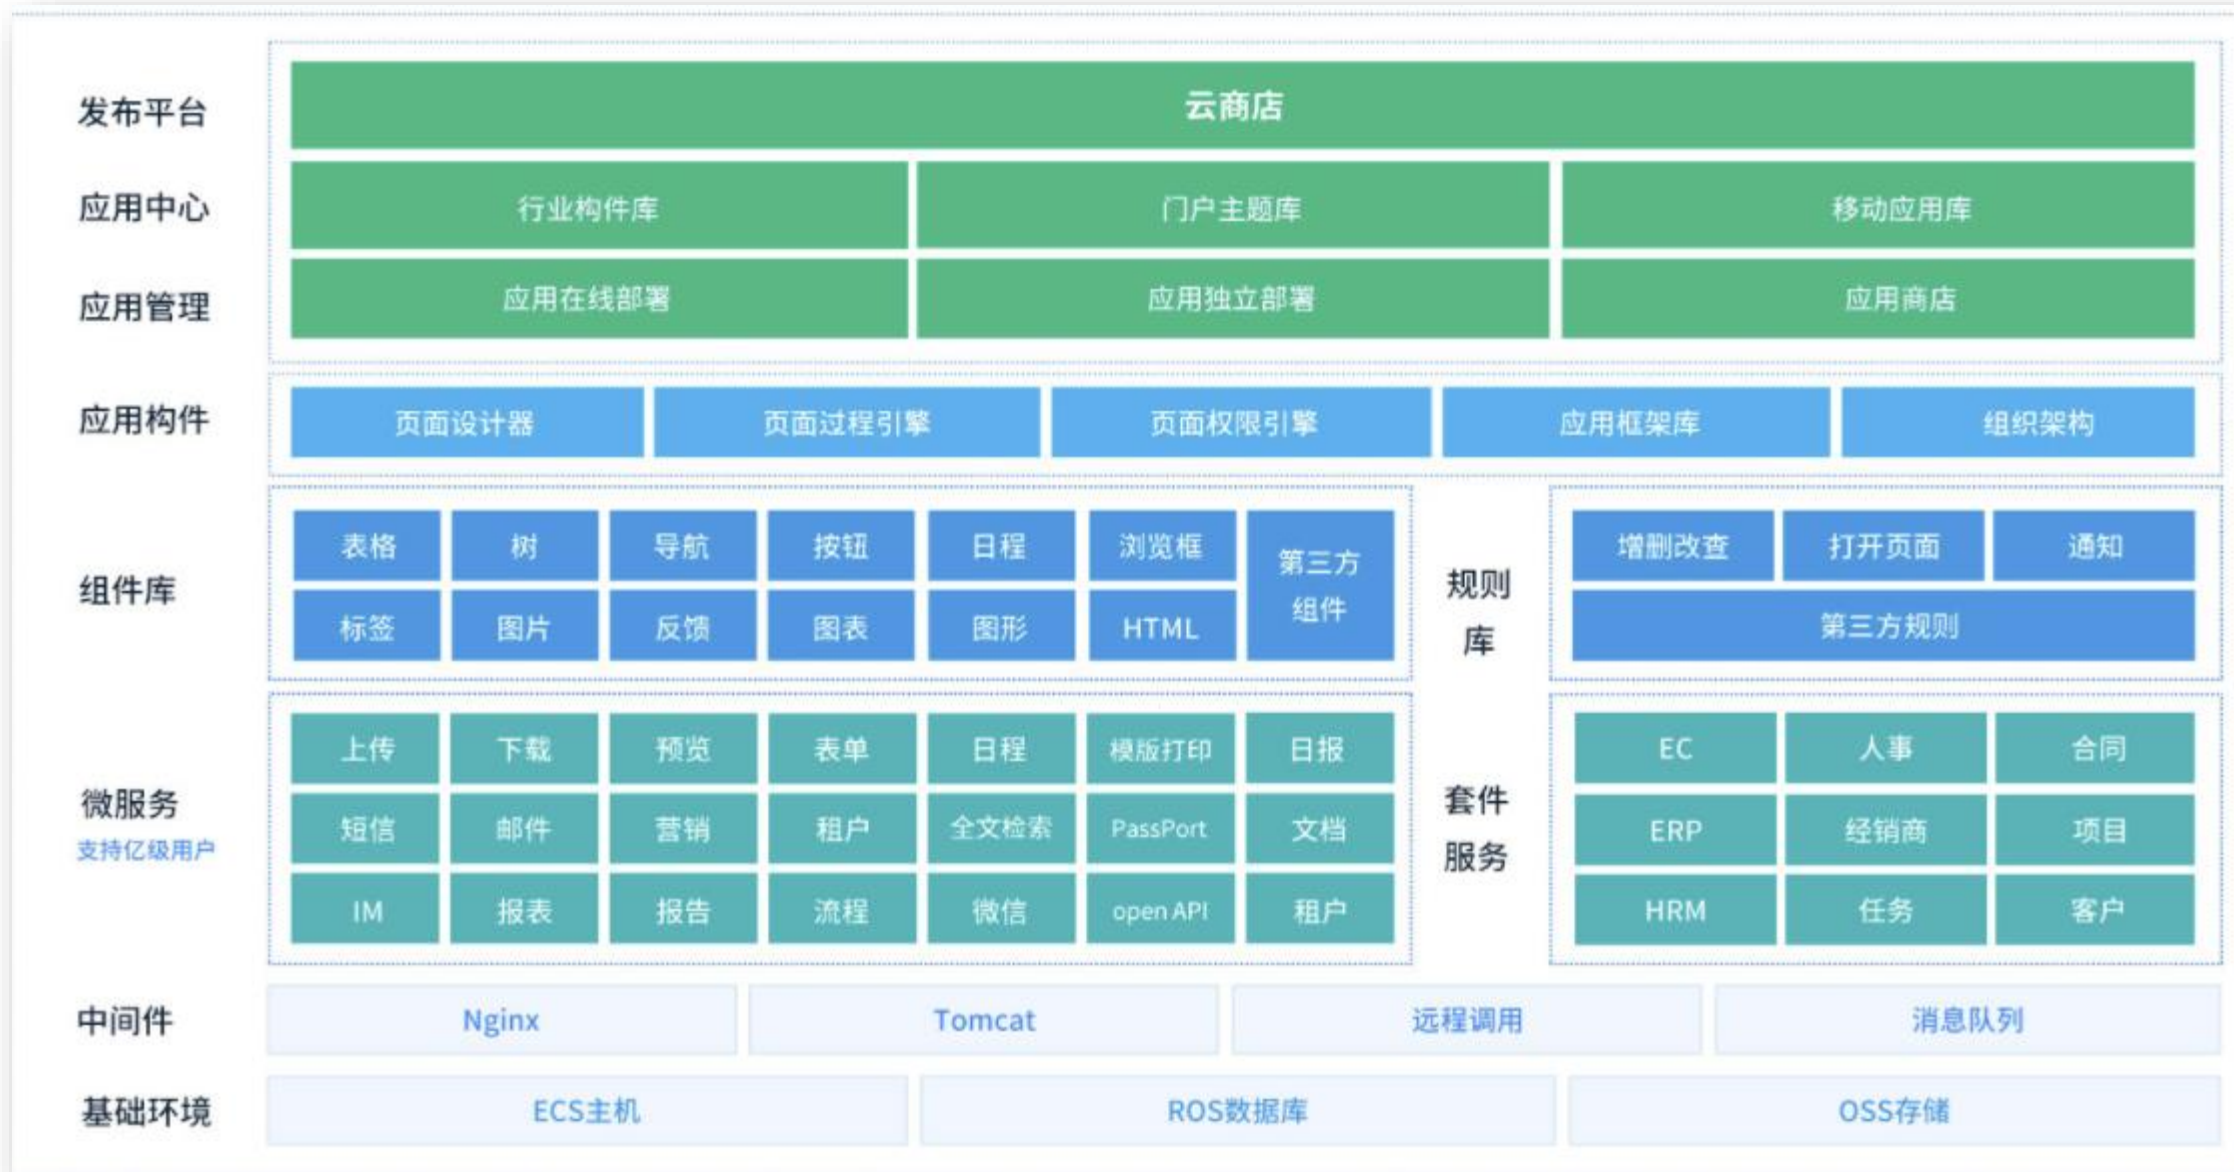 发布平台
云商店
应用中心
行业构件库
门户主题库
移动应用库
应用管理
应用在线部署
应用独立部署
应用商店
应用构件
页面设计器
页面过程引擎
页面权限引擎
应用框架库
组织架构
组件库
表格
树
导航
按钮
日程
浏览框
第三方
组件
标签
图片
反馈
图表
图形
HTML
规则
库
增删改查
打开页面
通知
第三方规则
微服务
支持亿级用户
上传
下载
预览
表单
日程
模版打印
日报
短信
邮件
营销
租户
全文检索
PassPort
文档
IM
报表
报告
流程
微信
open API
租户
套件
服务
EC
人事
合同
ERP
经销商
项目
HRM
任务
客户
中间件
Nginx
Tomcat
远程调用
消息队列
基础环境
ECS主机
ROS数据库
OSS存储